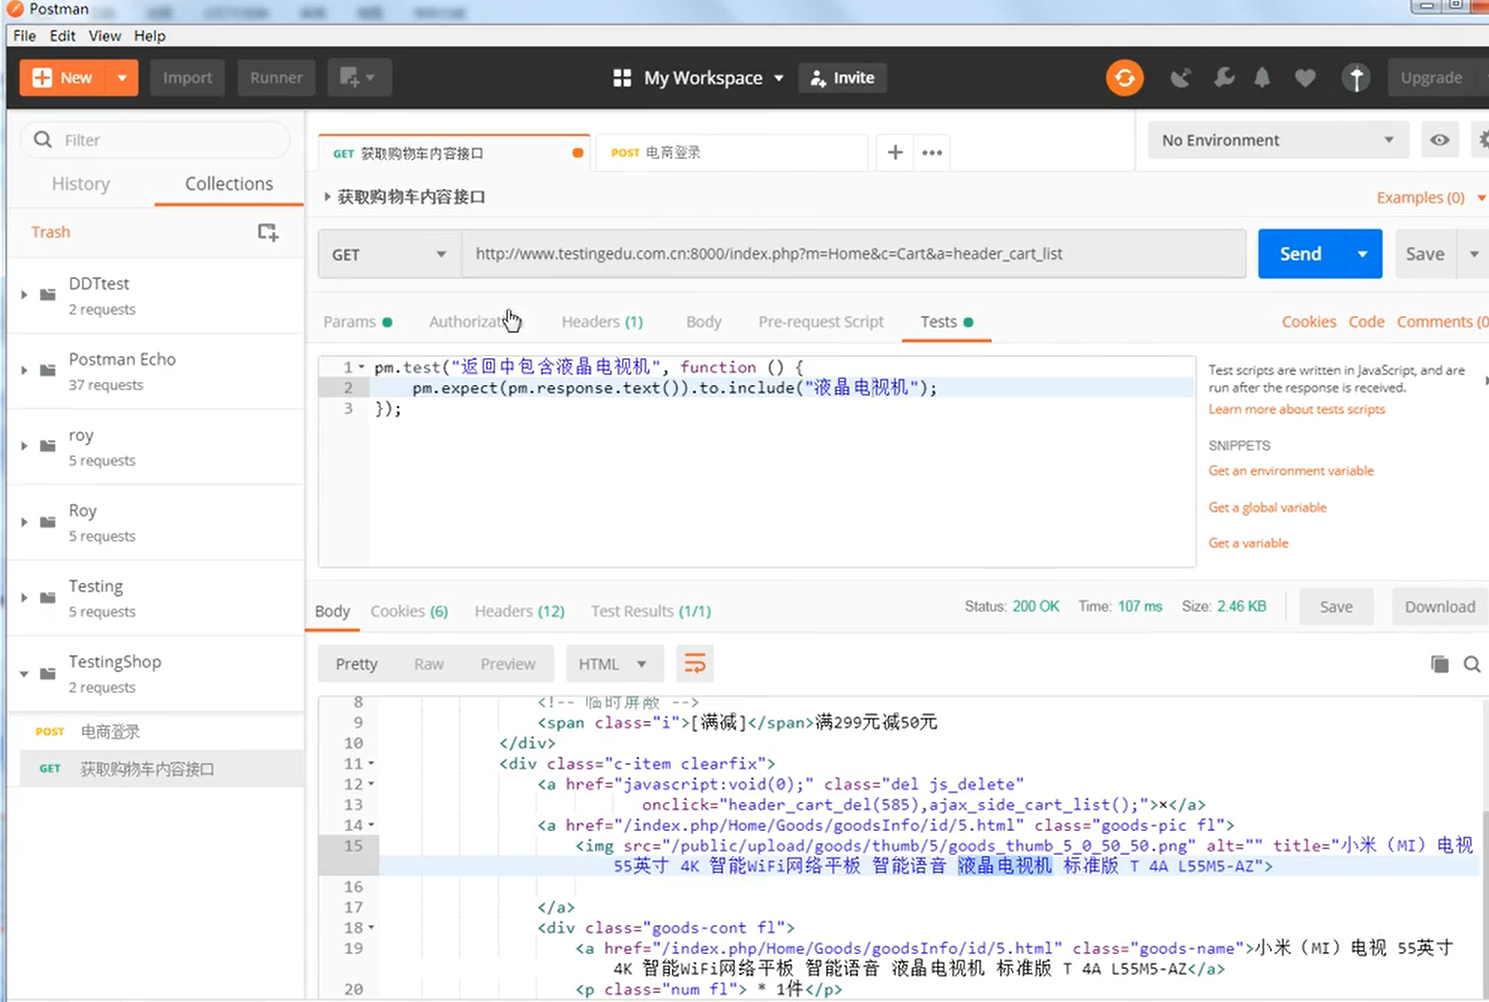 Postman
File Edit View Help
New Import Runner My Workspace Invite Upgrade
Filter
History Collections
Trash
DDTtest
2 requests
Postman Echo
37 requests
roy
5 requests
Roy
5 requests
Testing
5 requests
TestingShop
2 requests
POST 电商登录
GET 获取购物车内容接口
GET 获取购物车内容接口 POST 电商登录 + ••• No Environment
获取购物车内容接口 Examples (0)
GET http://www.testingedu.com.cn:8000/index.php?m=Home&c=Cart&a=header_cart_list Send Save
Params Authorizat Headers (1) Body Pre-request Script Tests Cookies Code Comments (0
1 pm.test("返回中包含液晶电视机", function () {
2 pm.expect(pm.response.text()).to.include("液晶电视机");
3 });
Test scripts are written in JavaScript, and are
run after the response is received.
Learn more about tests scripts
SNIPPETS
Get an environment variable
Get a global variable
Get a variable
Body Cookies (6) Headers (12) Test Results (1/1) Status: 200 OK Time: 107 ms Size: 2.46 KB Save Download
Pretty Raw Preview HTML
8 <!-- 临时屏蔽 -->
9 <span class="i">[满减]</span>满299元减50元
10 </div>
11 <div class="c-item clearfix">
12 <a href="javascript:void(0);" class="del js_delete"
13 onclick="header_cart_del(585),ajax_side_cart_list();">×</a>
14 <a href="/index.php/Home/Goods/goodsInfo/id/5.html" class="goods-pic fl">
15 <img src="/public/upload/goods/thumb/5/goods_thumb_5_0_50_50.png" alt="" title="小米（MI）电视
55英寸 4K 智能WiFi网络平板 智能语音 液晶电视机 标准版 T 4A L55M5-AZ">
16
17 </a>
18 <div class="goods-cont fl">
19 <a href="/index.php/Home/Goods/goodsInfo/id/5.html" class="goods-name">小米（MI）电视 55英寸
4K 智能WiFi网络平板 智能语音 液晶电视机 标准版 T 4A L55M5-AZ</a>
20 <p class="num fl"> * 1件</p>